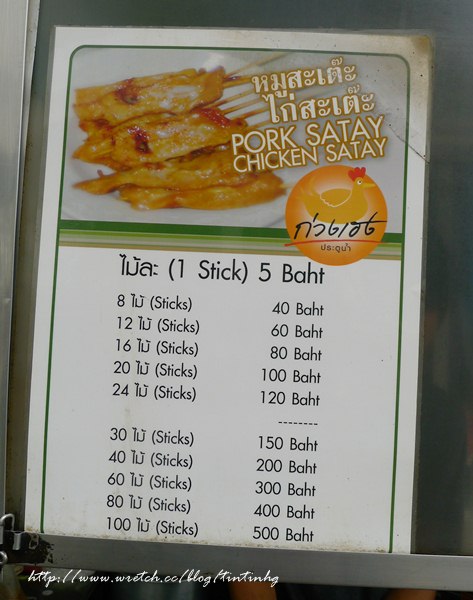 หมูสะเต๊ะ
ไก่สะเต๊ะ
PORK SATAY
CHICKEN SATAY
ก่วงเฮง
ประตูน้ำ
ไม้ละ (1 Stick) 5 Baht
8 ไม้ (Sticks) 40 Baht
12 ไม้ (Sticks) 60 Baht
16 ไม้ (Sticks) 80 Baht
20 ไม้ (Sticks) 100 Baht
24 ไม้ (Sticks) 120 Baht
--------
30 ไม้ (Sticks) 150 Baht
40 ไม้ (Sticks) 200 Baht
60 ไม้ (Sticks) 300 Baht
80 ไม้ (Sticks) 400 Baht
100 ไม้ (Sticks) 500 Baht
http://www.wretch.cc/blog/tintinhg